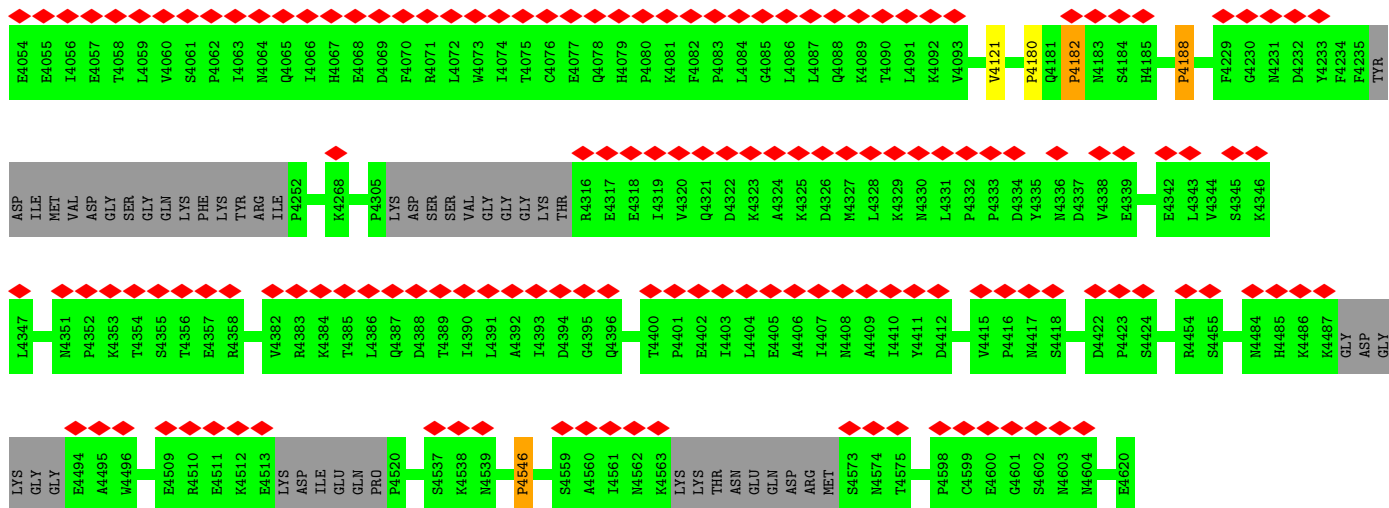 E4054 E4055 I4056 E4057 T4058 L4059 V4060 S4061 P4062 I4063 N4064 Q4065 I4066 H4067 E4068 D4069 F4070 R4071 L4072 W4073 I4074 T4075 C4076 E4077 Q4078 H4079 P4080 K4081 F4082 P4083 L4084 G4085 L4086 L4087 Q4088 K4089 T4090 L4091 K4092 V4093 V4121 P4180 Q4181 P4182 N4183 S4184 H4185 P4188 F4229 G4230 N4231 D4232 Y4233 F4234 F4235 TYR
ASP ILE MET VAL ASP GLY SER GLY GLN LYS PHE LYS TYR ARG ILE P4252 K4268 P4305 LYS ASP SER SER VAL GLY GLY GLY LYS THR R4316 E4317 E4318 I4319 V4320 Q4321 D4322 K4323 A4324 K4325 D4326 M4327 L4328 K4329 N4330 L4331 P4332 P4333 D4334 Y4335 N4336 D4337 V4338 E4339 E4342 L4343 V4344 S4345 K4346
L4347 N4351 P4352 K4353 T4354 S4355 T4356 E4357 R4358 V4382 R4383 K4384 T4385 L4386 Q4387 D4388 T4389 I4390 L4391 A4392 I4393 D4394 G4395 Q4396 T4400 P4401 E4402 I4403 L4404 E4405 A4406 I4407 N4408 A4409 I4410 Y4411 D4412 V4415 P4416 N4417 S4418 D4422 P4423 S4424 R4454 S4455 N4484 H4485 K4486 K4487 GLY ASP GLY
LYS GLY GLY E4494 A4495 W4496 E4509 R4510 E4511 K4512 E4513 LYS ASP ILE GLU GLN PRO P4520 S4537 K4538 N4539 P4546 S4559 A4560 I4561 N4562 K4563 LYS LYS THR ASN GLU GLN ASP ARG MET S4573 N4574 T4575 P4598 C4599 E4600 G4601 S4602 N4603 N4604 E4620